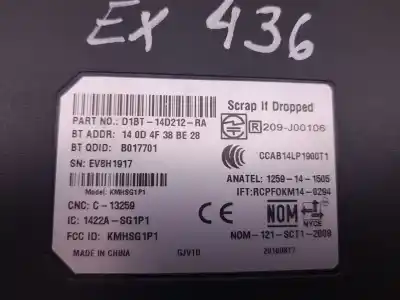 EX 436
Scrap If Dropped
PART NO.: D1BT-14D212-RA
R 209-J00106
BT ADDR: 14 0D 4F 38 BE 28
BT QDID: B017701
CCAB14LP1900T1
SN: EV8H1917
ANATEL: 1259-14-1505
Model: KMHSG1P1
IFT:RCPFOKM14-0294
CNC: C-13259
IC: 1422A-SG1P1
CE
NOM
NYCE
FCC ID: KMHSG1P1
NOM-121-SCT1-2009
MADE IN CHINA